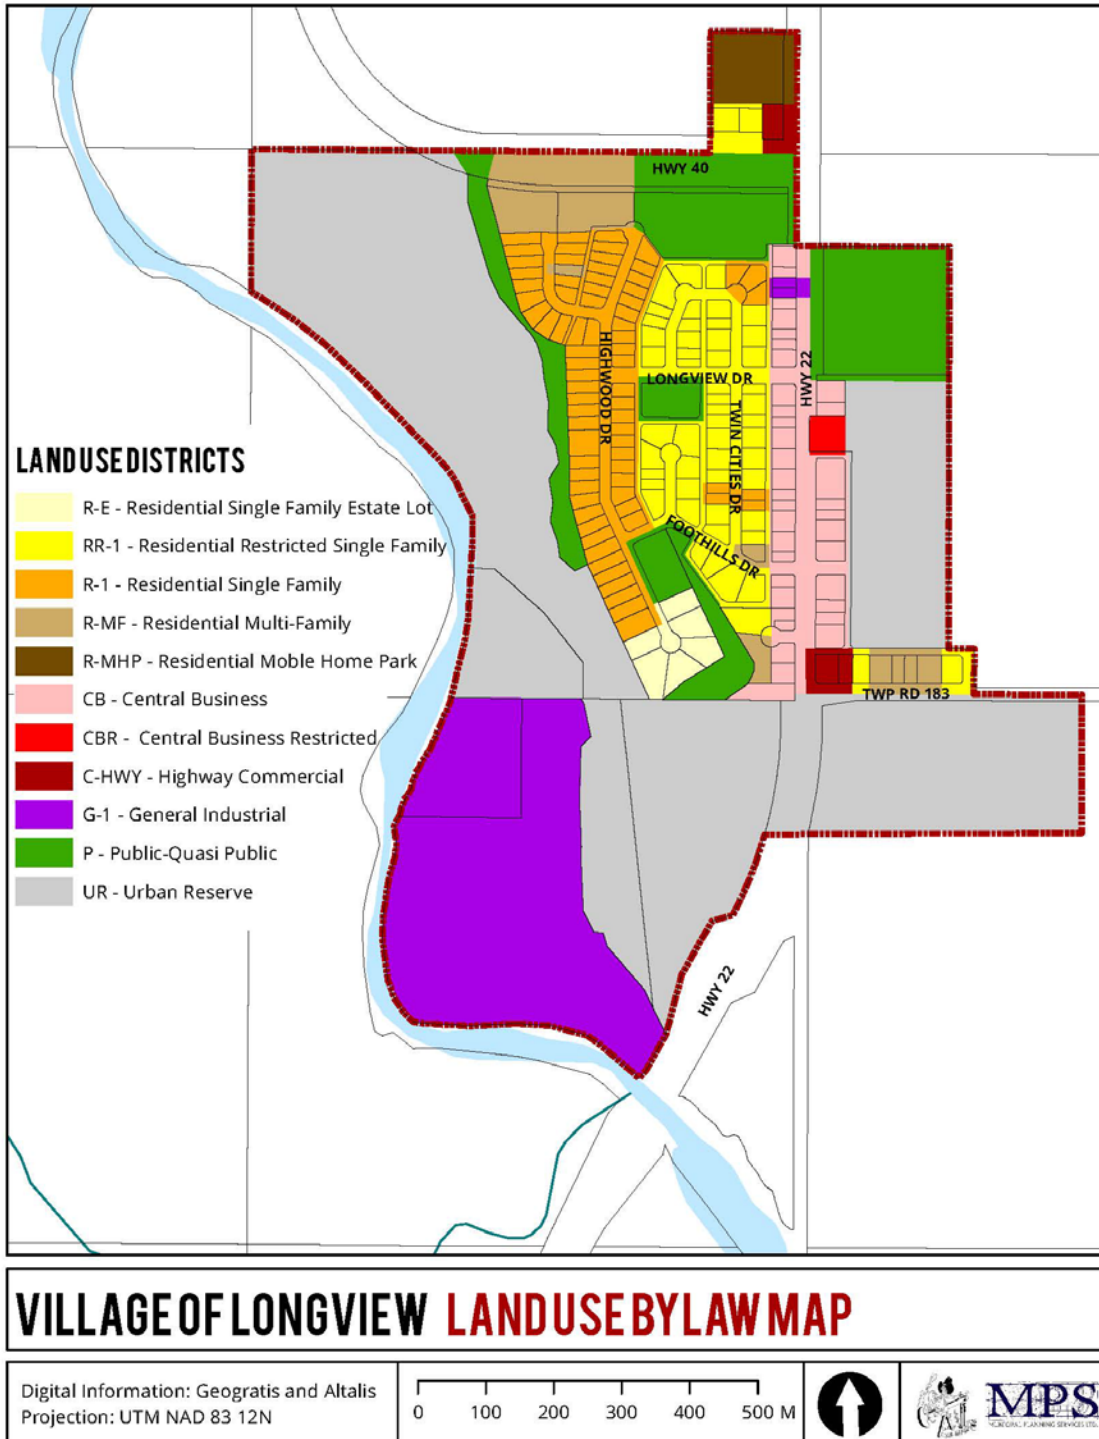 HWY 40
HWY 22
LONGVIEW DR
HIGHWOOD DR
TWIN CITIES DR
FOOTHILLS DR
TWP RD 183
HWY 22
LAND USE DISTRICTS
R-E - Residential Single Family Estate Lot
RR-1 - Residential Restricted Single Family
R-1 - Residential Single Family
R-MF - Residential Multi-Family
R-MHP - Residential Moble Home Park
CB - Central Business
CBR - Central Business Restricted
C-HWY - Highway Commercial
G-1 - General Industrial
P - Public-Quasi Public
UR - Urban Reserve
VILLAGE OF LONGVIEW LAND USE BYLAW MAP
Digital Information: Geogratis and Altalis
Projection: UTM NAD 83 12N
0 100 200 300 400 500 M
MPS